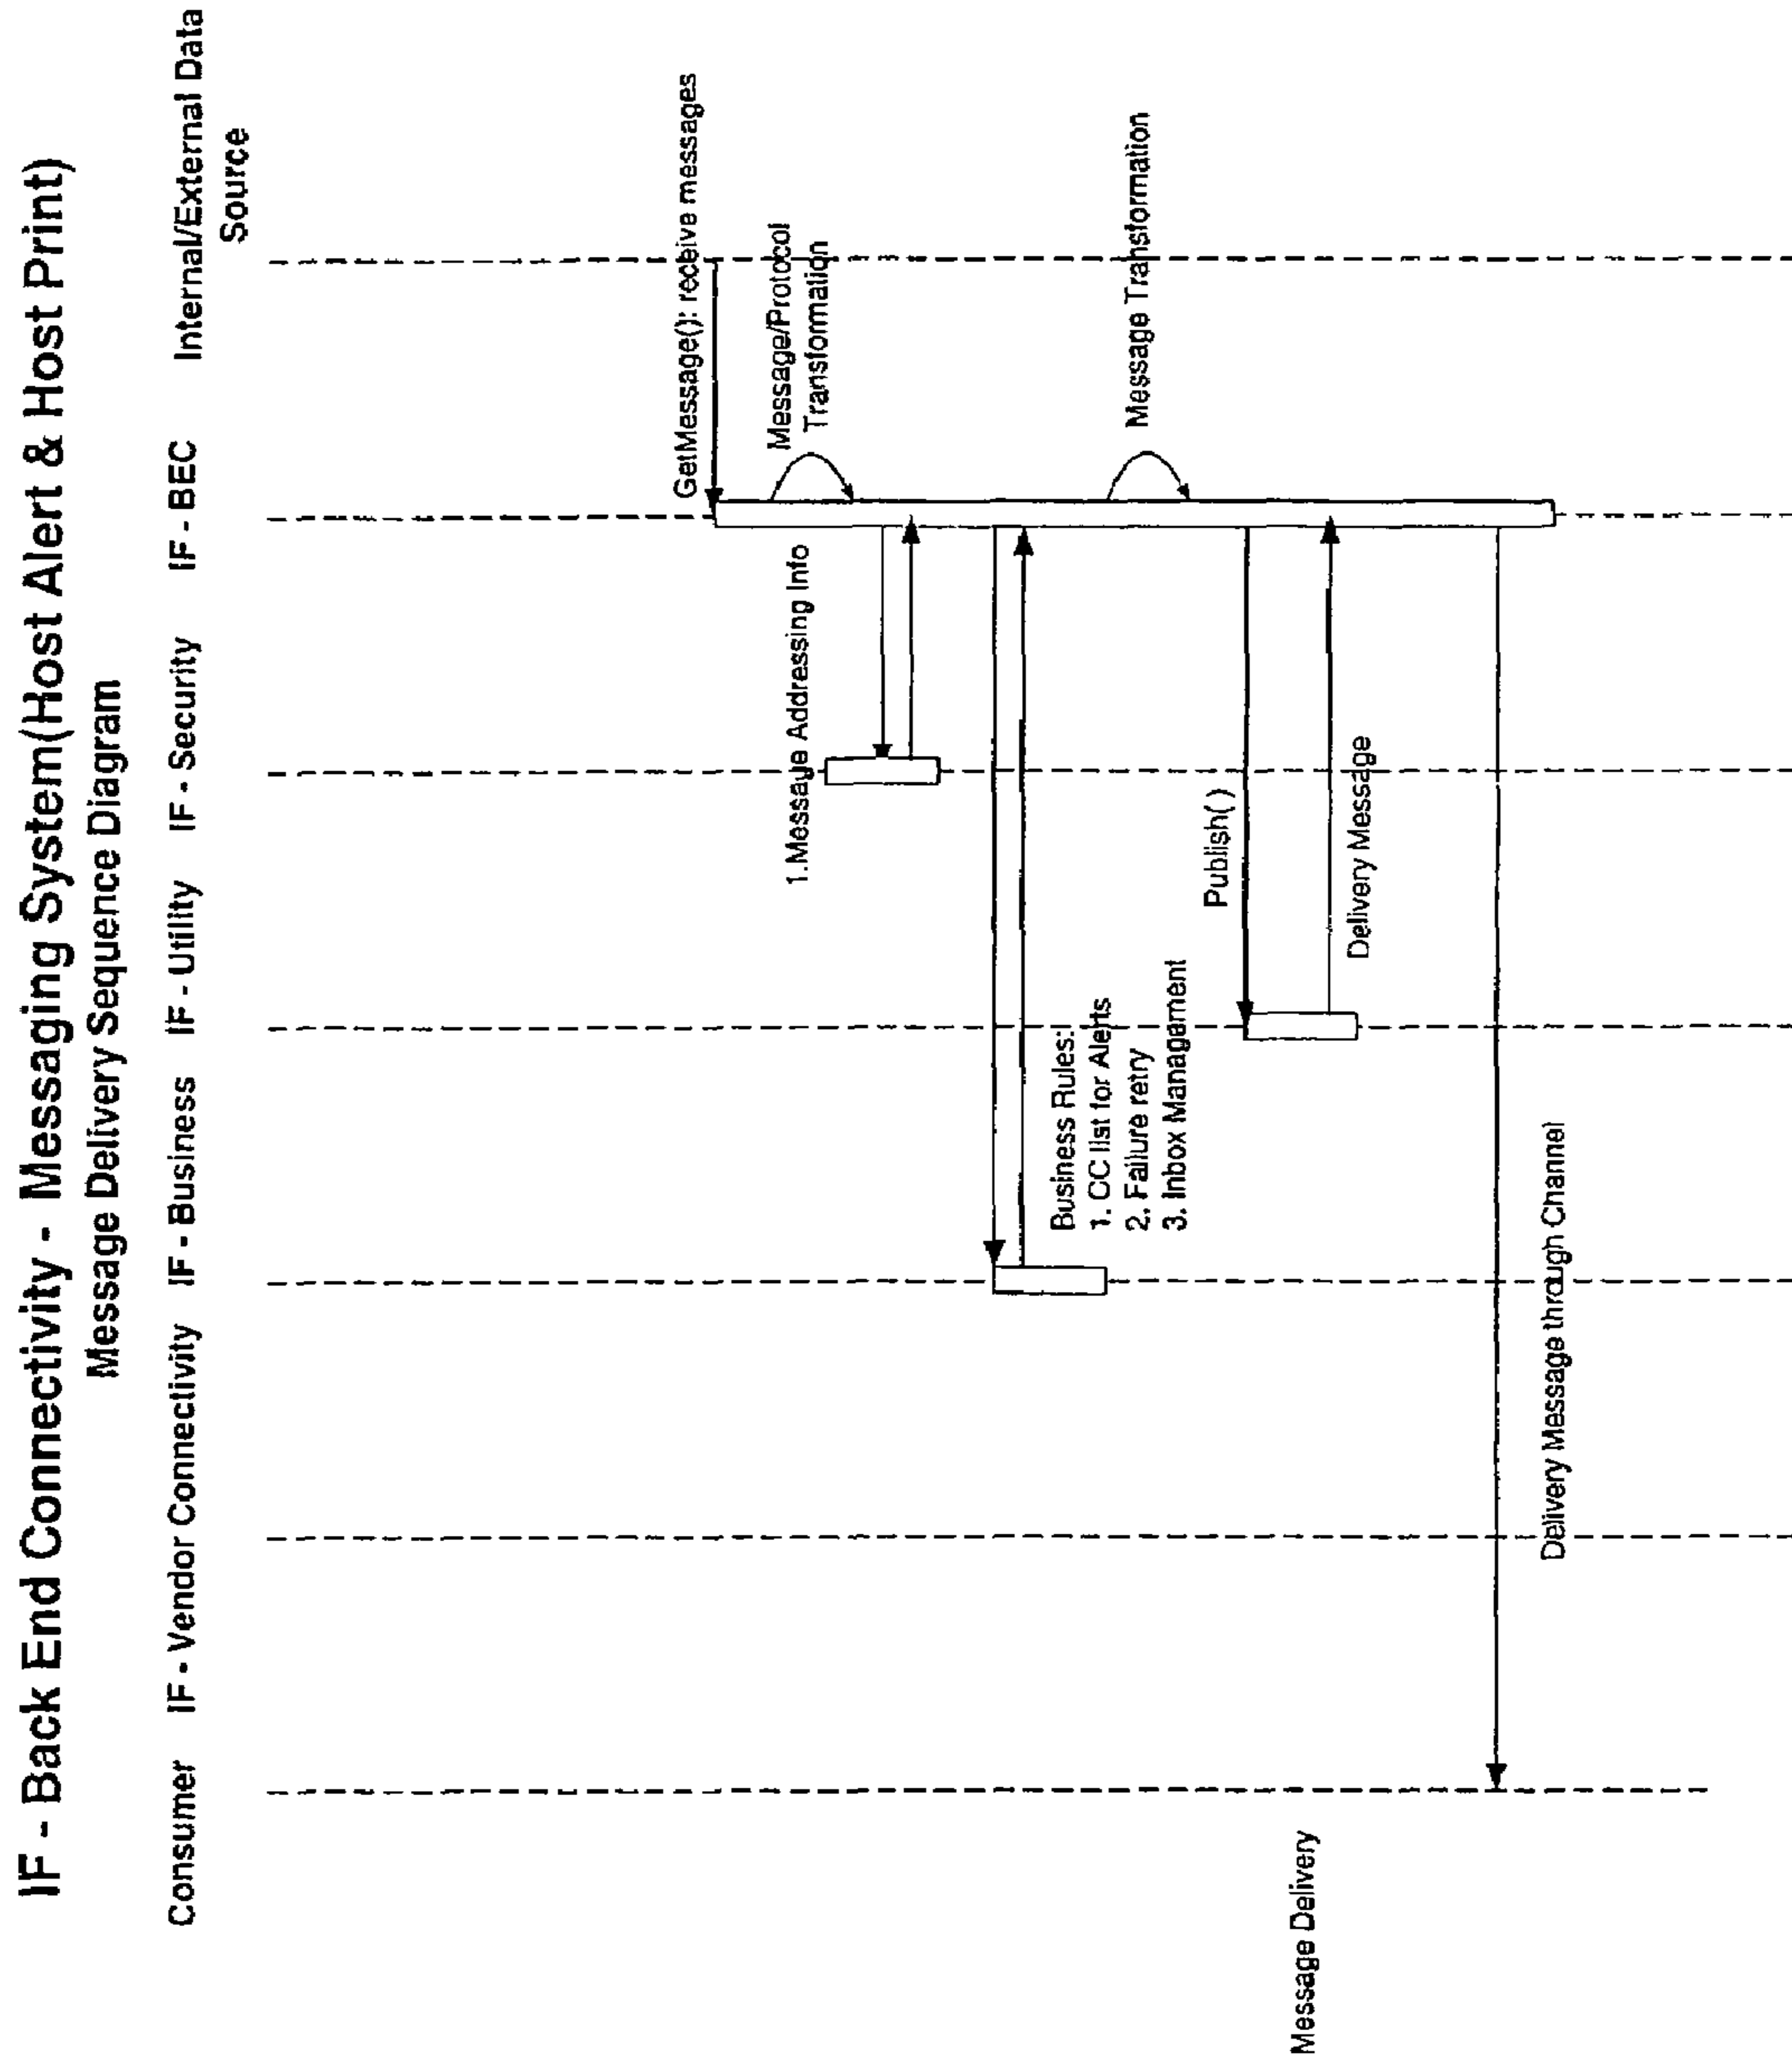 IF - Back End Connectivity - Messaging System(Host Alert & Host Print)
Message Delivery Sequence Diagram
Consumer IF - Vendor Connectivity IF - Business IF - Utility IF - Security IF - BEC Internal/External Data
Source
GetMessage(): receive messages
Message/Protocol
Transformation
1.Message Addressing Info
Business Rules:
1. CC list for Alerts
2. Failure retry
3. Inbox Management
Message Transformation
Publish( )
Delivery Message
Message Delivery
Delivery Message through Channel